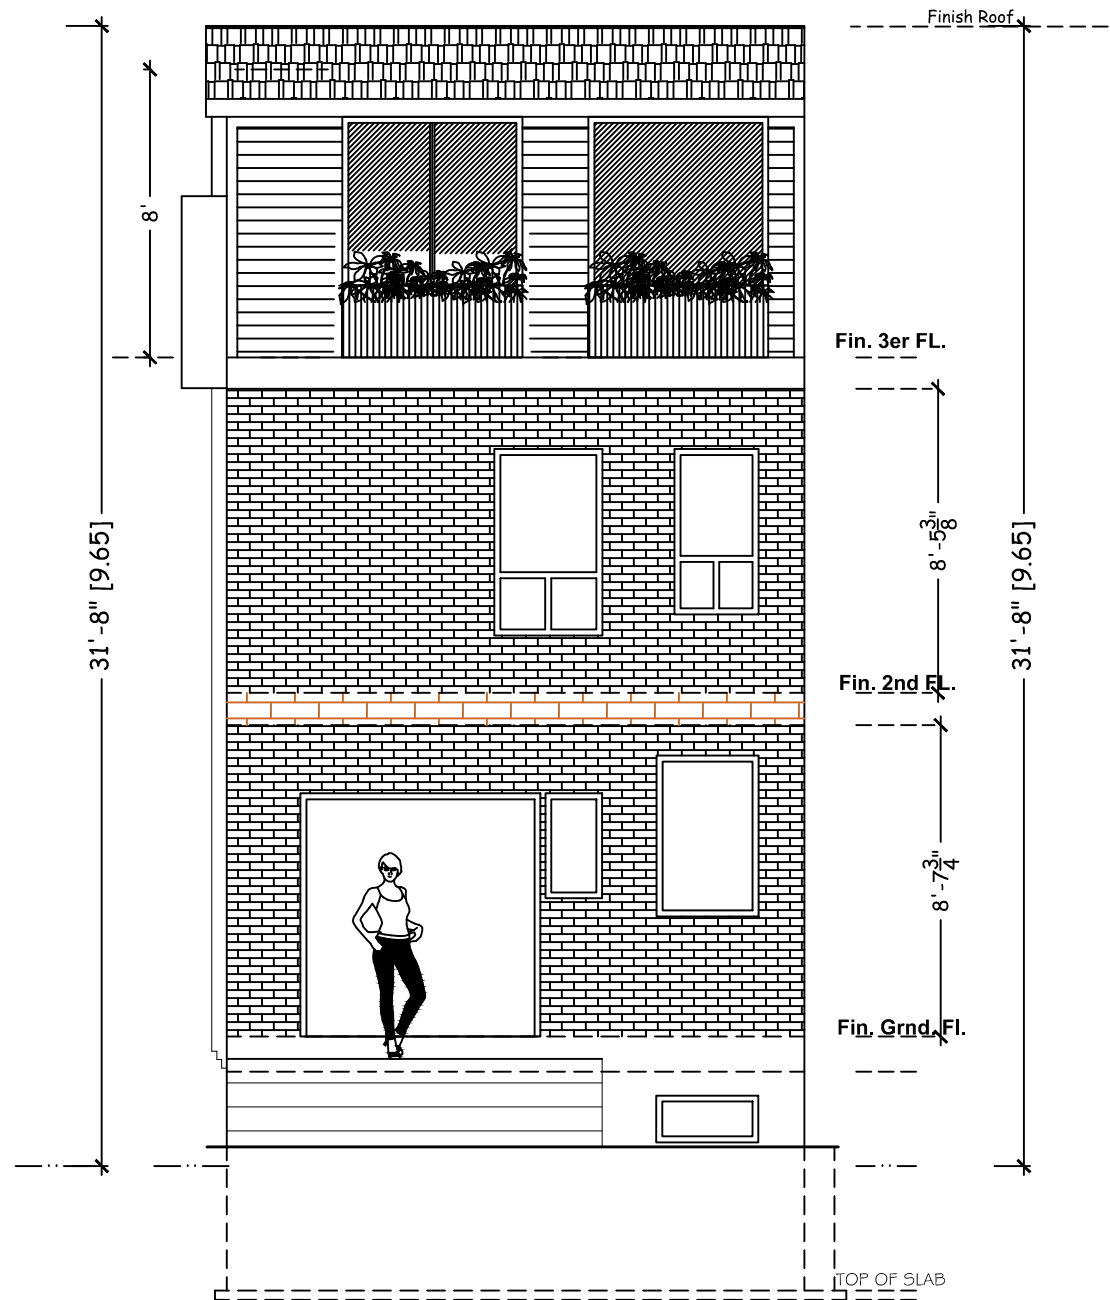 Finish Roof
8'
Fin. 3er FL.
31'-8" [9.65]
8'-5 3/8"
31'-8" [9.65]
Fin. 2nd FL.
8'-7 3/4"
Fin. Grnd. Fl.
TOP OF SLAB